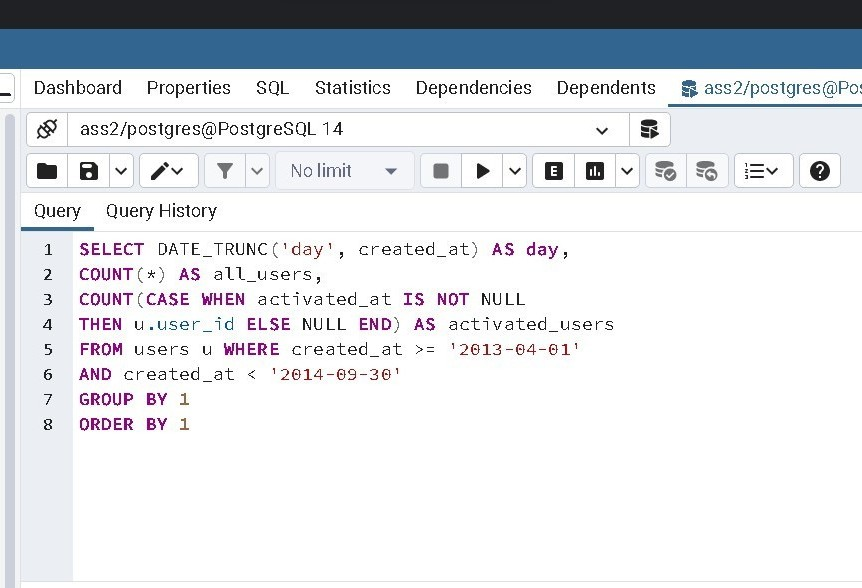 Dashboard Properties SQL Statistics Dependencies Dependents ass2/postgres@Pos
ass2/postgres@PostgreSQL 14
No limit E
Query Query History
1 SELECT DATE_TRUNC('day', created_at) AS day,
2 COUNT(*) AS all_users,
3 COUNT(CASE WHEN activated_at IS NOT NULL
4 THEN u.user_id ELSE NULL END) AS activated_users
5 FROM users u WHERE created_at >= '2013-04-01'
6 AND created_at < '2014-09-30'
7 GROUP BY 1
8 ORDER BY 1